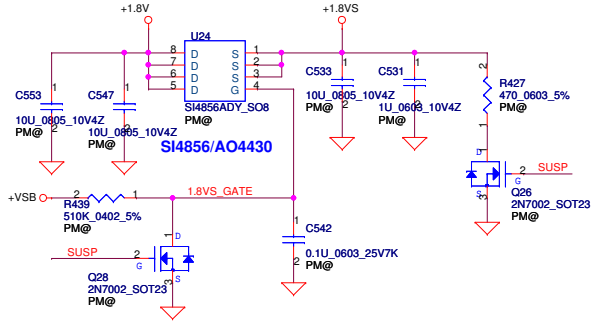 +1.8V
+1.8VS
U24
8 D S 1
7 D S 2
6 D S 3
5 D G 4
SI4856ADY_SO8
PM@
SI4856/AO4430
C553
1
10U_0805_10V4Z
2
PM@
C547
1
10U_0805_10V4Z
2
PM@
C533
1
10U_0805_10V4Z
2
PM@
C531
1
1U_0603_10V4Z
2
PM@
2
R427
470_0603_5%
1
PM@
1
D
SUSP
2
G
S
3
Q26
2N7002_SOT23
PM@
+VSB
2
1
R439
510K_0402_5%
PM@
1.8VS_GATE
1
C542
0.1U_0603_25V7K
2
PM@
1
D
SUSP
2
G
S
3
Q28
2N7002_SOT23
PM@